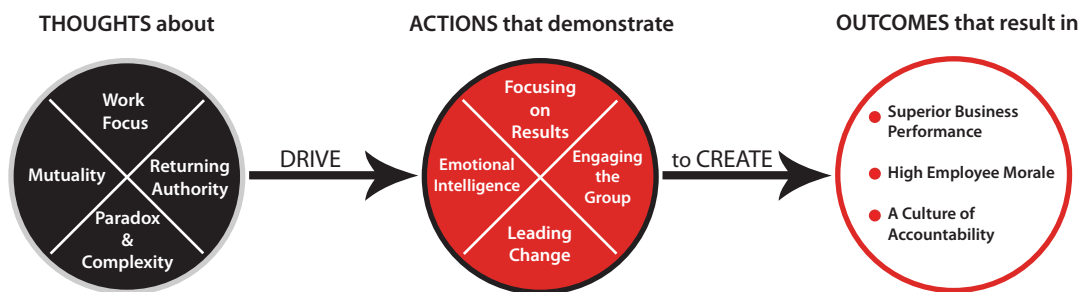 THOUGHTS about
Work
Focus
Mutuality
Returning
Authority
Paradox
&
Complexity
DRIVE
ACTIONS that demonstrate
Focusing
on
Results
Emotional
Intelligence
Engaging
the
Group
Leading
Change
to CREATE
OUTCOMES that result in
Superior Business
Performance
High Employee Morale
A Culture of
Accountability